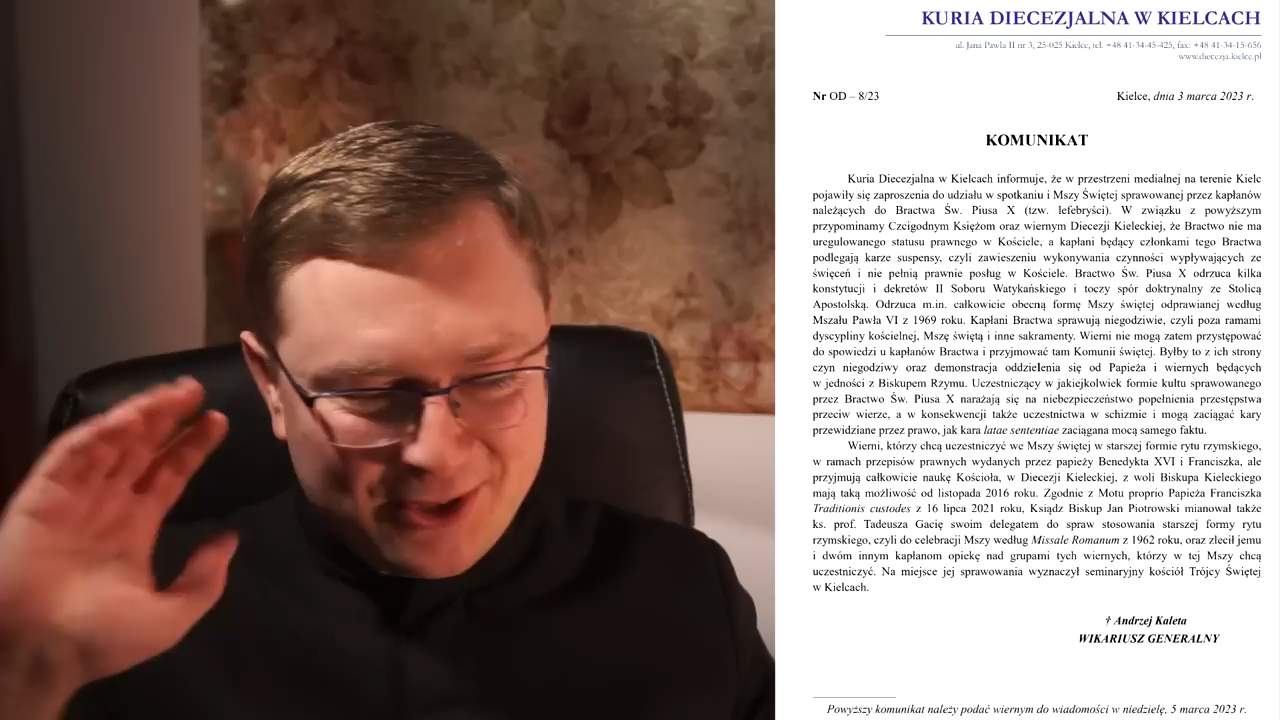 KURIA DIECEZJALNA W KIELCACH
ul. Jana Pawła II nr 3, 25-025 Kielce, tel. +48 41-34-45-425, fax: +48 41-34-15-656
www.diecezja.kielce.pl
Nr OD – 8/23 Kielce, dnia 3 marca 2023 r.
KOMUNIKAT
Kuria Diecezjalna w Kielcach informuje, że w przestrzeni medialnej na terenie Kielc
pojawiły się zaproszenia do udziału w spotkaniu i Mszy Świętej sprawowanej przez kapłanów
należących do Bractwa Św. Piusa X (tzw. lefebryści). W związku z powyższym
przypominamy Czcigodnym Księżom oraz wiernym Diecezji Kieleckiej, że Bractwo nie ma
uregulowanego statusu prawnego w Kościele, a kapłani będący członkami tego Bractwa
podlegają karze suspensy, czyli zawieszeniu wykonywania czynności wypływających ze
święceń i nie pełnią prawnie posług w Kościele. Bractwo Św. Piusa X odrzuca kilka
konstytucji i dekretów II Soboru Watykańskiego i toczy spór doktrynalny ze Stolicą
Apostolską. Odrzuca m.in. całkowicie obecną formę Mszy świętej odprawianej według
Mszału Pawła VI z 1969 roku. Kapłani Bractwa sprawują niegodziwie, czyli poza ramami
dyscypliny kościelnej, Mszę świętą i inne sakramenty. Wierni nie mogą zatem przystępować
do spowiedzi u kapłanów Bractwa i przyjmować tam Komunii świętej. Byłby to z ich strony
czyn niegodziwy oraz demonstracja oddzielenia się od Papieża i wiernych będących
w jedności z Biskupem Rzymu. Uczestniczący w jakiejkolwiek formie kultu sprawowanego
przez Bractwo Św. Piusa X narażają się na niebezpieczeństwo popełnienia przestępstwa
przeciw wierze, a w konsekwencji także uczestnictwa w schizmie i mogą zaciągać kary
przewidziane przez prawo, jak kara latae sententiae zaciągana mocą samego faktu.
Wierni, którzy chcą uczestniczyć we Mszy świętej w starszej formie rytu rzymskiego,
w ramach przepisów prawnych wydanych przez papieży Benedykta XVI i Franciszka, ale
przyjmują całkowicie naukę Kościoła, w Diecezji Kieleckiej, z woli Biskupa Kieleckiego
mają taką możliwość od listopada 2016 roku. Zgodnie z Motu proprio Papieża Franciszka
Traditionis custodes z 16 lipca 2021 roku, Ksiądz Biskup Jan Piotrowski mianował także
ks. prof. Tadeusza Gacię swoim delegatem do spraw stosowania starszej formy rytu
rzymskiego, czyli do celebracji Mszy według Missale Romanum z 1962 roku, oraz zlecił jemu
i dwóm innym kapłanom opiekę nad grupami tych wiernych, którzy w tej Mszy chcą
uczestniczyć. Na miejsce jej sprawowania wyznaczył seminaryjny kościół Trójcy Świętej
w Kielcach.
† Andrzej Kaleta
WIKARIUSZ GENERALNY
Powyższy komunikat należy podać wiernym do wiadomości w niedzielę, 5 marca 2023 r.